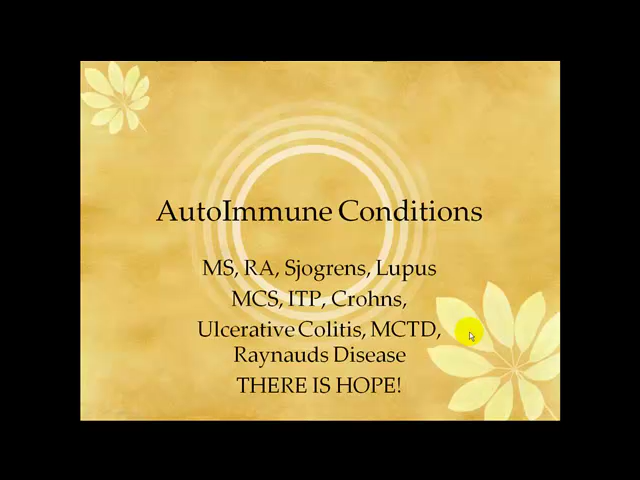 AutoImmune Conditions
MS, RA, Sjogrens, Lupus
MCS, ITP, Crohns,
Ulcerative Colitis, MCTD,
Raynauds Disease
THERE IS HOPE!